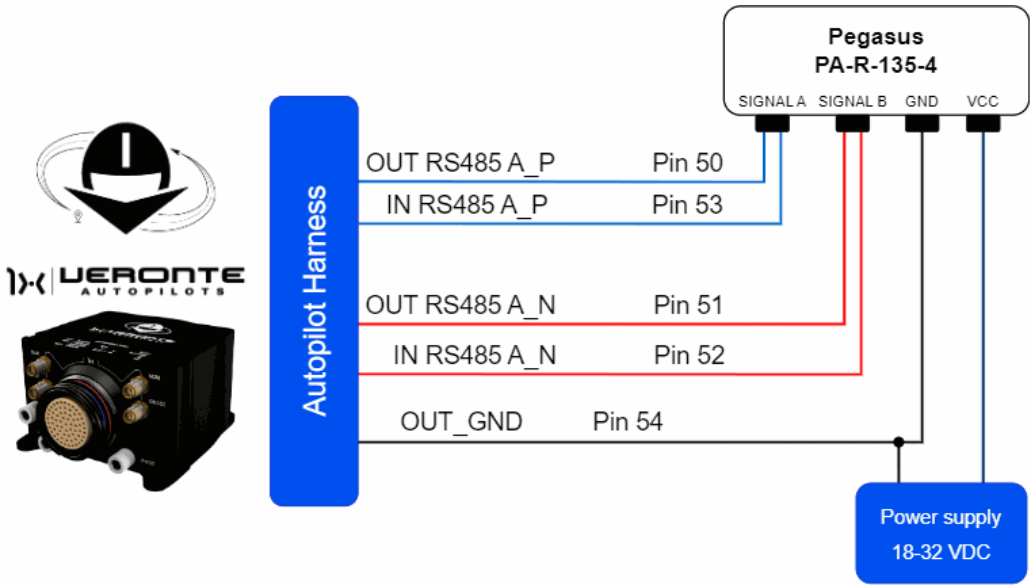 Pegasus
PA-R-135-4
SIGNAL A SIGNAL B GND VCC
OUT RS485 A_P Pin 50
IN RS485 A_P Pin 53
OUT RS485 A_N Pin 51
IN RS485 A_N Pin 52
OUT_GND Pin 54
Autopilot Harness
VERONTE
AUTOPILOTS
Power supply
18-32 VDC